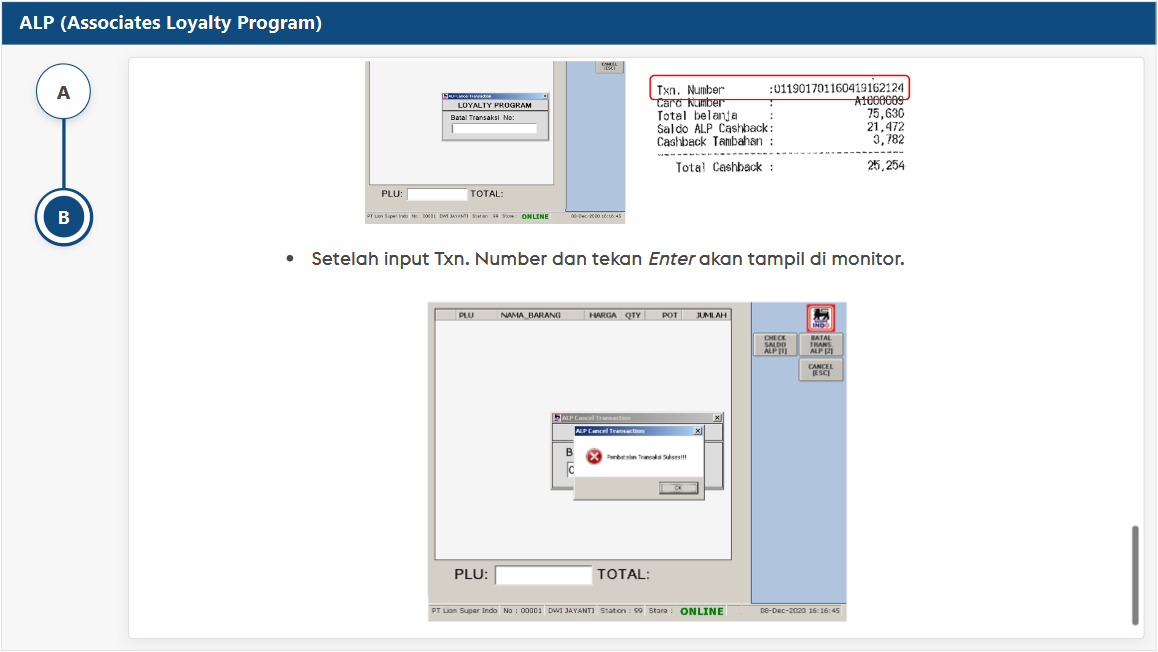 ALP (Associates Loyalty Program)
A
B
CANCEL
[ESC]
ALP Cancel Transaction
LOYALTY PROGRAM
Batal Transaksi No:
PLU: TOTAL:
PT Lion Super Indo No : 00001 DWI JAYANTI Station : 99 Store : ONLINE 08-Dec-2020 16:16:45
Txn. Number :011901701160419162124
Card Number : A1000009
Total belanja : 75,630
Saldo ALP Cashback: 21,472
Cashback Tambahan : 3,782
Total Cashback : 25,254
• Setelah input Txn. Number dan tekan Enter akan tampil di monitor.
PLU NAMA_BARANG HARGA QTY POT JUMLAH
INDO
CHECK
SALDO
ALP [1]
BATAL
TRANS.
ALP [2]
CANCEL
[ESC]
ALP Cancel Transaction
ALP Cancel Transaction
B
Pembatalan Transaksi Sukses!!!
OK
PLU: TOTAL:
PT Lion Super Indo No : 00001 DWI JAYANTI Station : 99 Store : ONLINE 08-Dec-2020 16:16:45